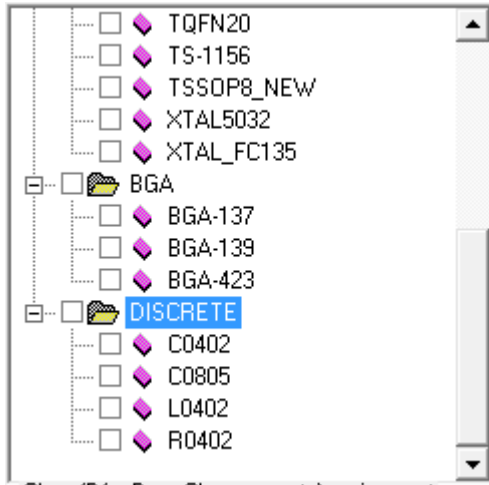 TQFN20
TS-1156
TSSOP8_NEW
XTAL5032
XTAL_FC135
BGA
BGA-137
BGA-139
BGA-423
DISCRETE
C0402
C0805
L0402
R0402